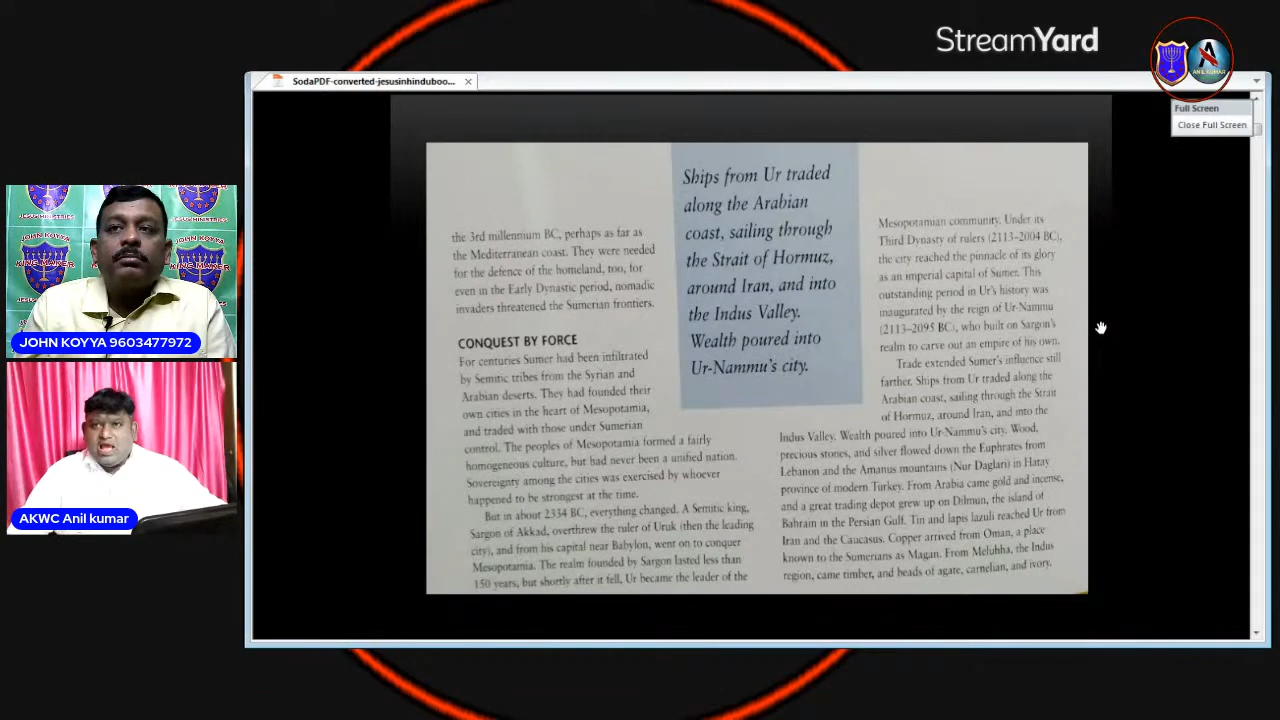 StreamYard
ANIL KUMAR
SodaPDF-converted-jesusinhinduboo...
Full Screen
Close Full Screen
JESUS MINISTRIES
JOHN KOYYA
KING MAKER
JOHN KOYYA
KING MAKER
JOHN KOYYA 9603477972
AKWC Anil kumar
the 3rd millennium BC, perhaps as far as
the Mediterranean coast. They were needed
for the defence of the homeland, too, for
even in the Early Dynastic period, nomadic
invaders threatened the Sumerian frontiers.
CONQUEST BY FORCE
For centuries Sumer had been infiltrated
by Semitic tribes from the Syrian and
Arabian deserts. They had founded their
own cities in the heart of Mesopotamia,
and traded with those under Sumerian
control. The peoples of Mesopotamia formed a fairly
homogeneous culture, but had never been a unified nation.
Sovereignty among the cities was exercised by whoever
happened to be strongest at the time.
But in about 2334 BC, everything changed. A Semitic king,
Sargon of Akkad, overthrew the ruler of Uruk (then the leading
city), and from his capital near Babylon, went on to conquer
Mesopotamia. The realm founded by Sargon lasted less than
150 years, but shortly after it fell, Ur became the leader of the
Ships from Ur traded
along the Arabian
coast, sailing through
the Strait of Hormuz,
around Iran, and into
the Indus Valley.
Wealth poured into
Ur-Nammu's city.
Mesopotamian community. Under its
Third Dynasty of rulers (2113-2004 BC),
the city reached the pinnacle of its glory
as an imperial capital of Sumer. This
outstanding period in Ur's history was
inaugurated by the reign of Ur-Nammu
(2113-2095 BC), who built on Sargon's
realm to carve out an empire of his own.
Trade extended Sumer's influence still
farther. Ships from Ur traded along the
Arabian coast, sailing through the Strait
of Hormuz, around Iran, and into the
Indus Valley. Wealth poured into Ur-Nammu's city. Wood,
precious stones, and silver flowed down the Euphrates from
Lebanon and the Amanus mountains (Nur Daglari) in Hatay
province of modern Turkey. From Arabia came gold and incense,
and a great trading depot grew up on Dilmun, the island of
Bahrain in the Persian Gulf. Tin and lapis lazuli reached Ur from
Iran and the Caucasus. Copper arrived from Oman, a place
known to the Sumerians as Magan. From Meluhha, the Indus
region, came timber, and beads of agate, carnelian, and ivory.